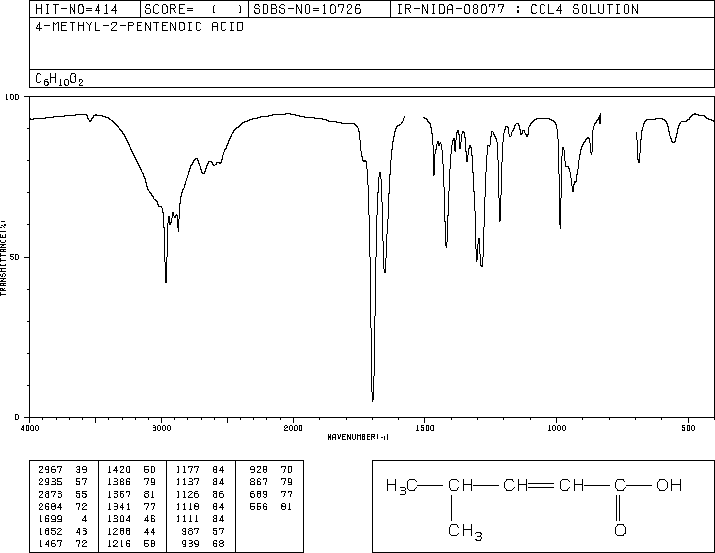 HIT-NO=414 SCORE= ( ) SDBS-NO=10726 IR-NIDA-08077 : CCL4 SOLUTION
4-METHYL-2-PENTENOIC ACID
C6H10O2
100
50
0
TRANSMITTANCE(%)
4000 3000 2000 1500 1000 500
WAVENUMBER(-1)
2967 39 1420 50 1177 84 928 70
2935 57 1386 79 1137 84 867 79
2873 55 1367 81 1126 86 689 77
2684 72 1341 77 1118 84 556 81
1699 4 1304 46 1111 84
1652 43 1288 44 987 57
1467 72 1216 58 939 68
H3C CH CH CH C OH
CH3 O